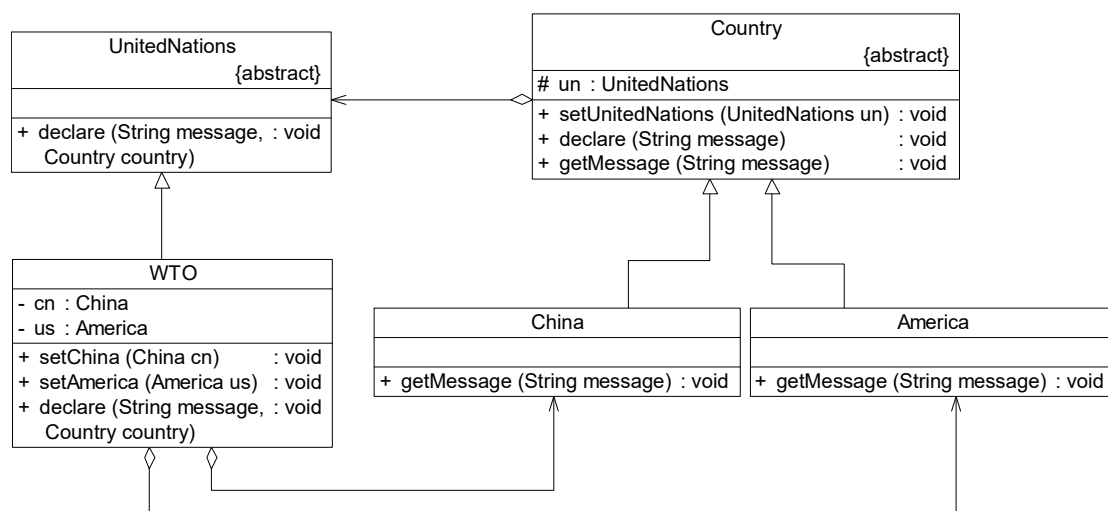 UnitedNations
{abstract}
+ declare (String message, : void
Country country)
Country
{abstract}
# un : UnitedNations
+ setUnitedNations (UnitedNations un) : void
+ declare (String message) : void
+ getMessage (String message) : void
WTO
- cn : China
- us : America
+ setChina (China cn) : void
+ setAmerica (America us) : void
+ declare (String message, : void
Country country)
China
+ getMessage (String message) : void
America
+ getMessage (String message) : void